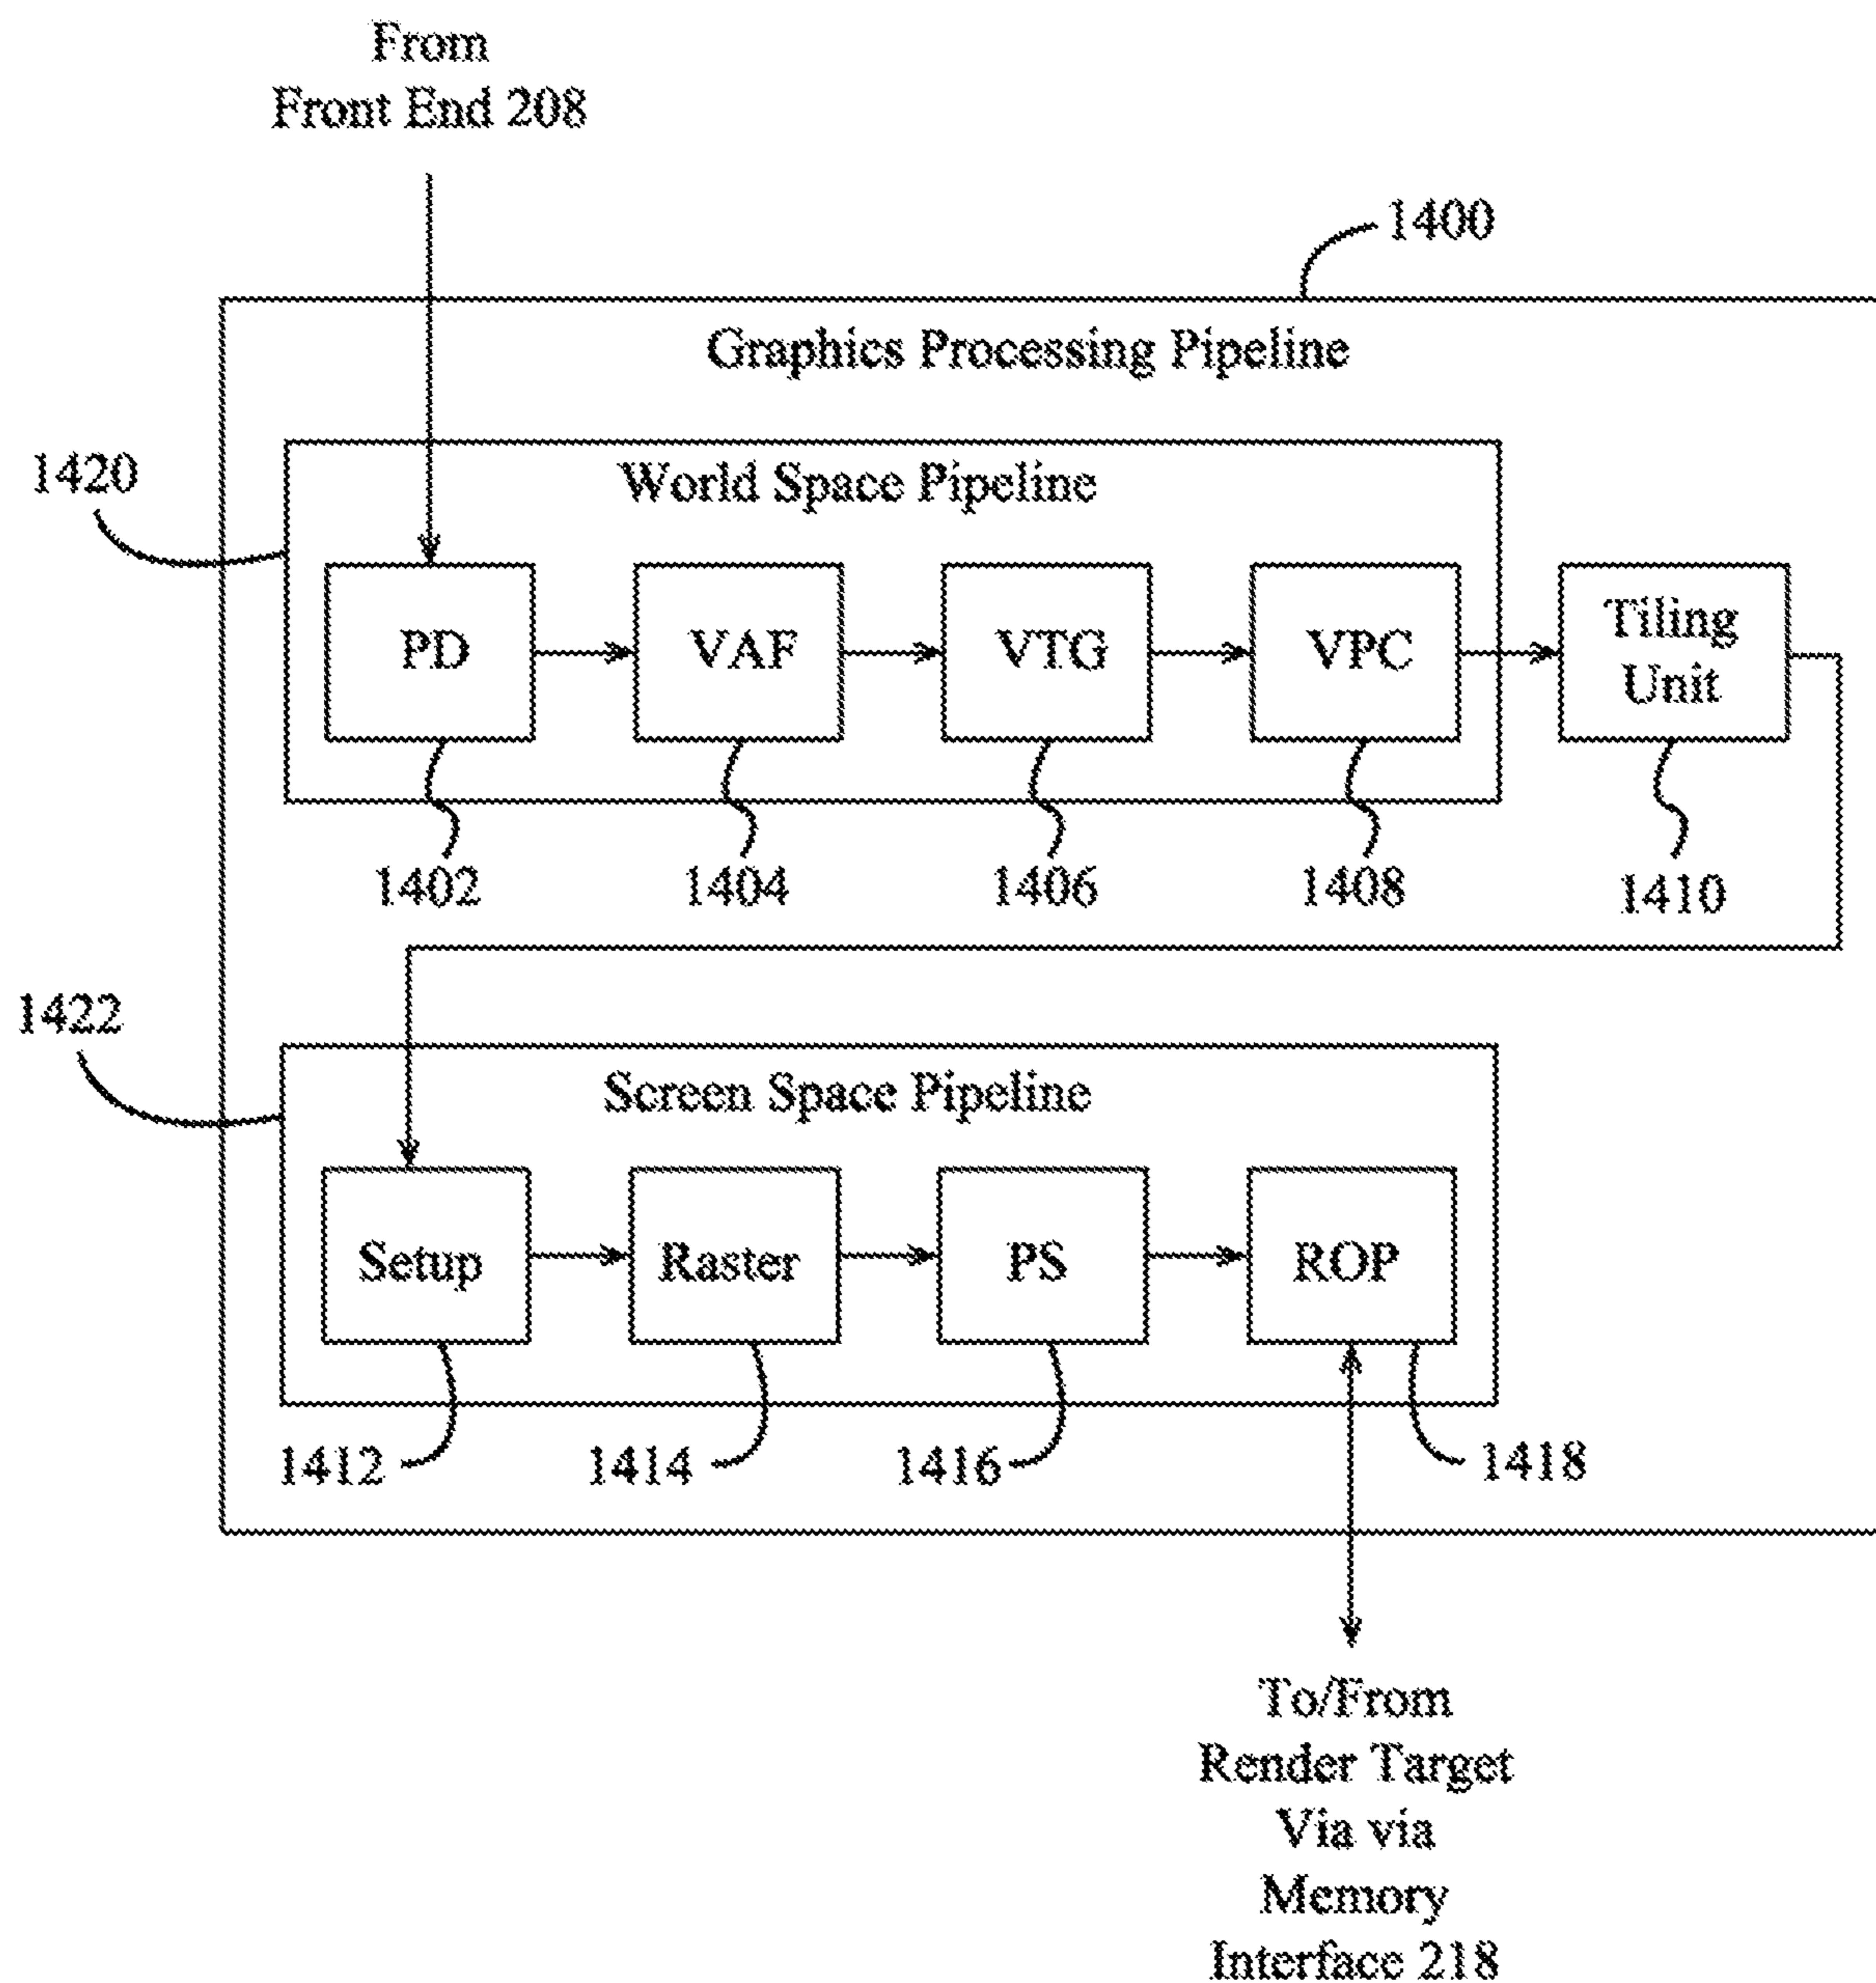 From
Front End 208
1400
Graphics Processing Pipeline
1420
World Space Pipeline
PD
VAF
VTG
VPC
Tiling
Unit
1402
1404
1406
1408
1410
1422
Screen Space Pipeline
Setup
Raster
PS
ROP
1412
1414
1416
1418
To/From
Render Target
Via via
Memory
Interface 218